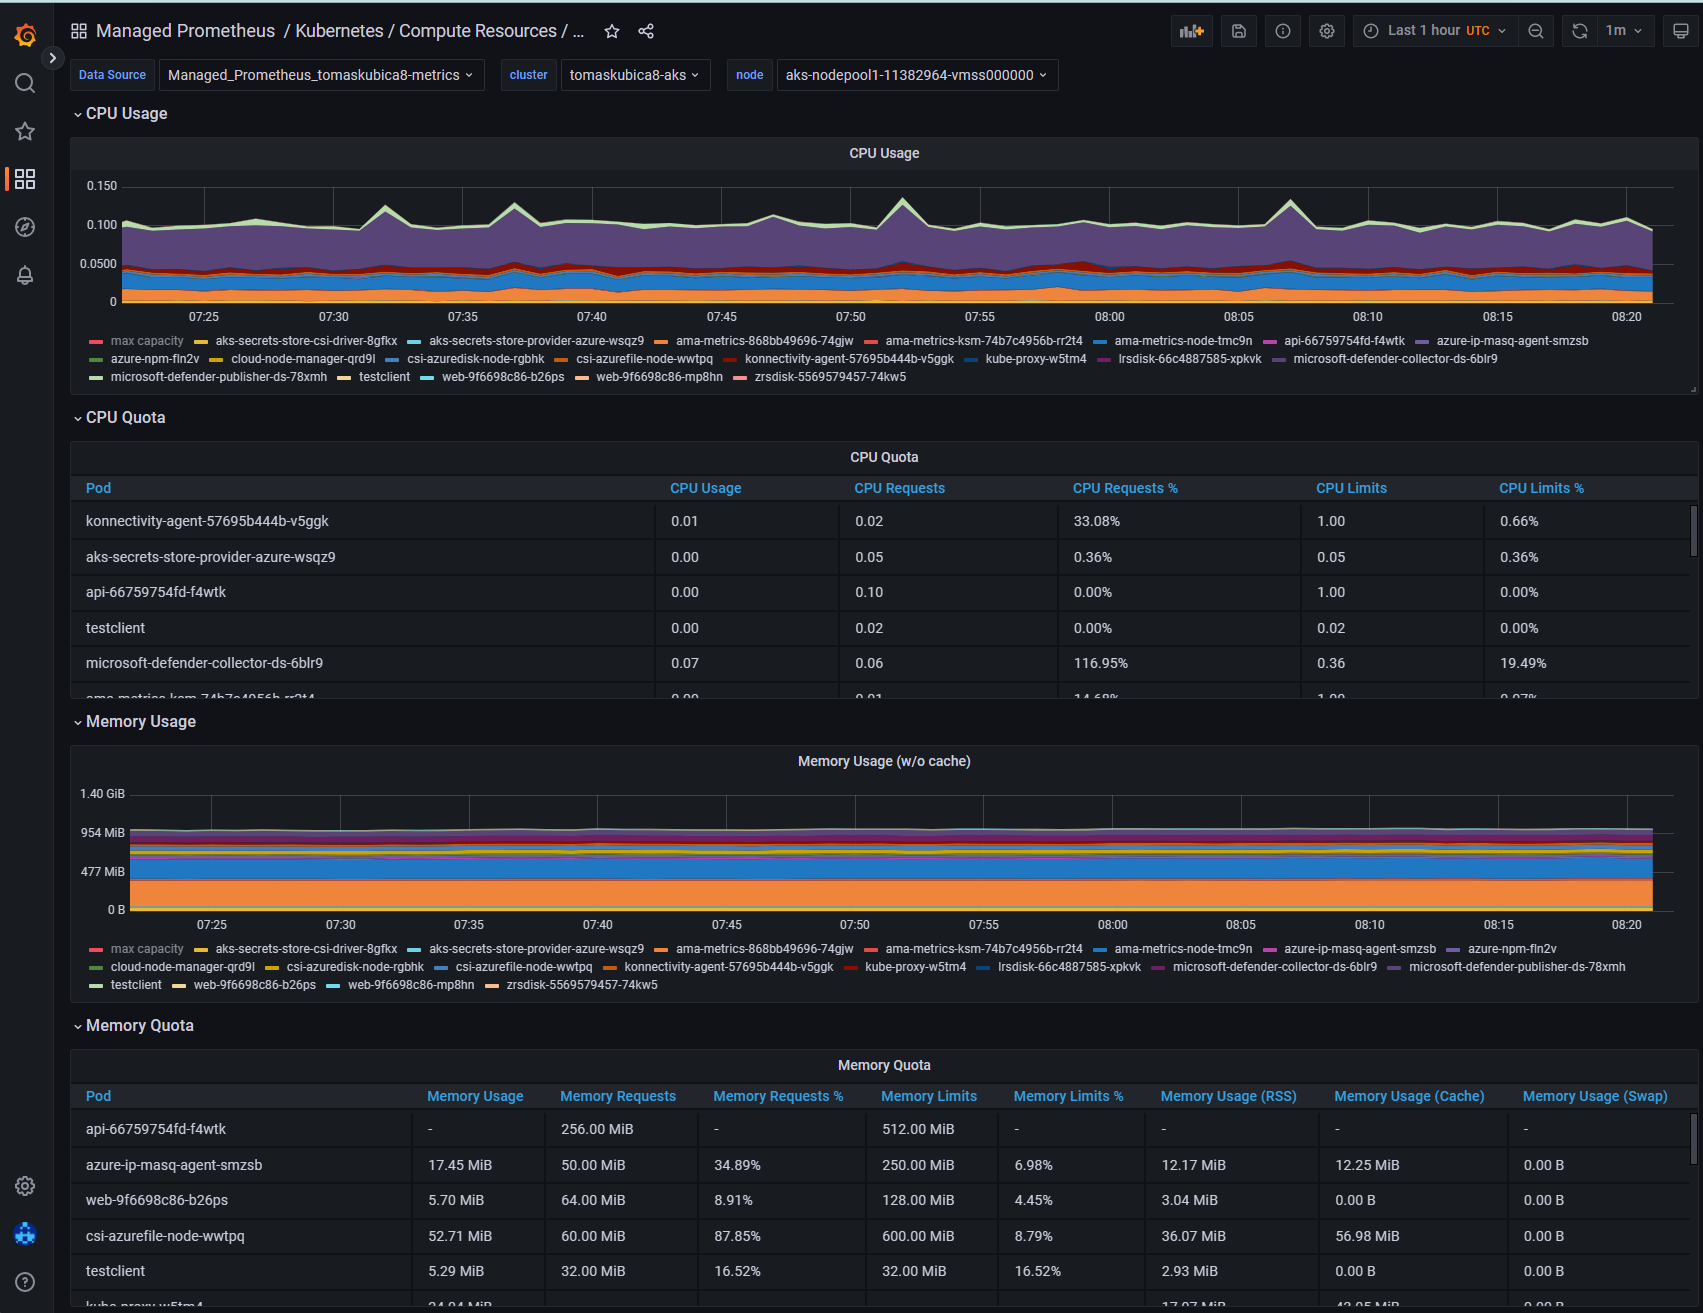 Managed Prometheus / Kubernetes / Compute Resources / ...
Last 1 hour UTC
1m
Data Source Managed_Prometheus_tomaskubica8-metrics cluster tomaskubica8-aks node aks-nodepool1-11382964-vmss000000
CPU Usage
CPU Usage
0.150
0.100
0.0500
0
07:25 07:30 07:35 07:40 07:45 07:50 07:55 08:00 08:05 08:10 08:15 08:20
max capacity aks-secrets-store-csi-driver-8gfkx aks-secrets-store-provider-azure-wsqz9 ama-metrics-868bb49696-74gjw ama-metrics-ksm-74b7c4956b-rr2t4 ama-metrics-node-tmc9n api-66759754fd-f4wtk azure-ip-masq-agent-smzsb
azure-npm-fln2v cloud-node-manager-qrd9l csi-azuredisk-node-rgbhk csi-azurefile-node-wwtpq konnectivity-agent-57695b444b-v5ggk kube-proxy-w5tm4 lrsdisk-66c4887585-xpkvk microsoft-defender-collector-ds-6blr9
microsoft-defender-publisher-ds-78xmh testclient web-9f6698c86-b26ps web-9f6698c86-mp8hn zrsdisk-5569579457-74kw5
CPU Quota
CPU Quota
Pod CPU Usage CPU Requests CPU Requests % CPU Limits CPU Limits %
konnectivity-agent-57695b444b-v5ggk 0.01 0.02 33.08% 1.00 0.66%
aks-secrets-store-provider-azure-wsqz9 0.00 0.05 0.36% 0.05 0.36%
api-66759754fd-f4wtk 0.00 0.10 0.00% 1.00 0.00%
testclient 0.00 0.02 0.00% 0.02 0.00%
microsoft-defender-collector-ds-6blr9 0.07 0.06 116.95% 0.36 19.49%
ama-metrics-ksm-74b7c4956b-rr2t4 0.00 0.01 14.68% 1.00 0.07%
Memory Usage
Memory Usage (w/o cache)
1.40 GiB
954 MiB
477 MiB
0 B
07:25 07:30 07:35 07:40 07:45 07:50 07:55 08:00 08:05 08:10 08:15 08:20
max capacity aks-secrets-store-csi-driver-8gfkx aks-secrets-store-provider-azure-wsqz9 ama-metrics-868bb49696-74gjw ama-metrics-ksm-74b7c4956b-rr2t4 ama-metrics-node-tmc9n azure-ip-masq-agent-smzsb azure-npm-fln2v
cloud-node-manager-qrd9l csi-azuredisk-node-rgbhk csi-azurefile-node-wwtpq konnectivity-agent-57695b444b-v5ggk kube-proxy-w5tm4 lrsdisk-66c4887585-xpkvk microsoft-defender-collector-ds-6blr9 microsoft-defender-publisher-ds-78xmh
testclient web-9f6698c86-b26ps web-9f6698c86-mp8hn zrsdisk-5569579457-74kw5
Memory Quota
Memory Quota
Pod Memory Usage Memory Requests Memory Requests % Memory Limits Memory Limits % Memory Usage (RSS) Memory Usage (Cache) Memory Usage (Swap)
api-66759754fd-f4wtk - 256.00 MiB - 512.00 MiB - - - -
azure-ip-masq-agent-smzsb 17.45 MiB 50.00 MiB 34.89% 250.00 MiB 6.98% 12.17 MiB 12.25 MiB 0.00 B
web-9f6698c86-b26ps 5.70 MiB 64.00 MiB 8.91% 128.00 MiB 4.45% 3.04 MiB 0.00 B 0.00 B
csi-azurefile-node-wwtpq 52.71 MiB 60.00 MiB 87.85% 600.00 MiB 8.79% 36.07 MiB 56.98 MiB 0.00 B
testclient 5.29 MiB 32.00 MiB 16.52% 32.00 MiB 16.52% 2.93 MiB 0.00 B 0.00 B
kube-proxy-w5tm4 MiB MiB MiB 0.00 B